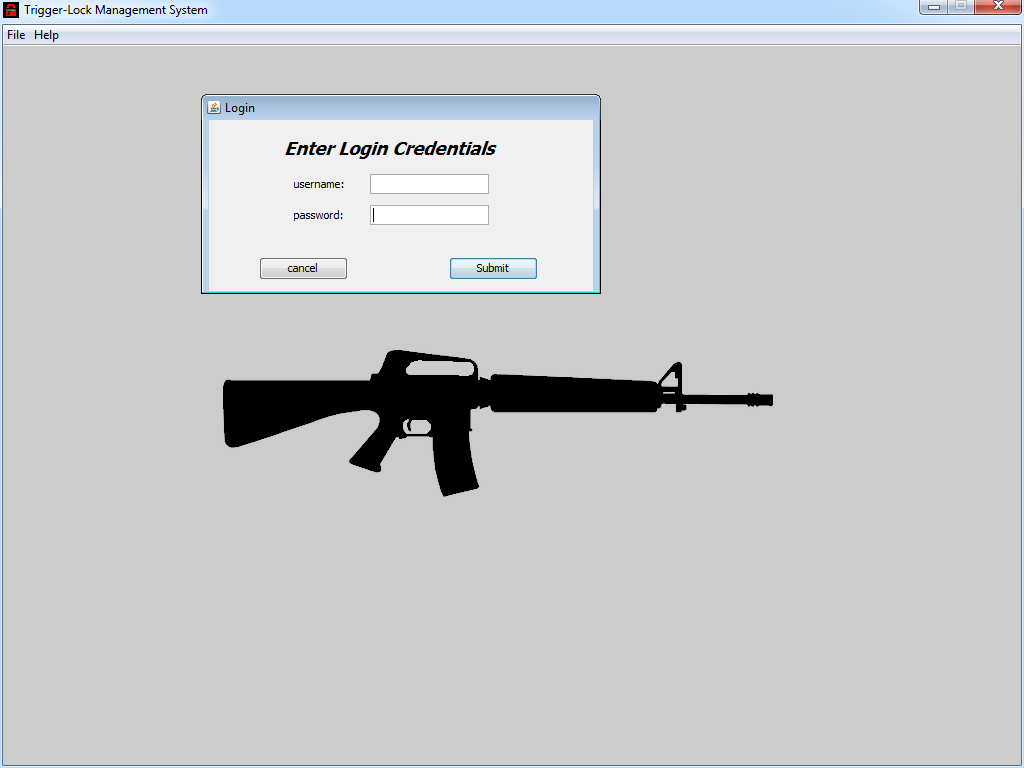 Trigger-Lock Management System
File Help
Login
Enter Login Credentials
username:
password:
cancel Submit